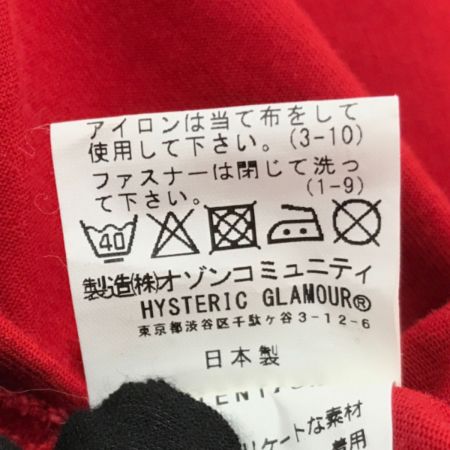 アイロンは当て布をして
使用して下さい。(3-10)
ファスナーは閉じて洗っ
て下さい。(1-9)
40
製造(株)オゾンコミュニティ
HYSTERIC GLAMOUR®
東京都渋谷区千駄ヶ谷3-12-6
日本製
リケートな素材
着用